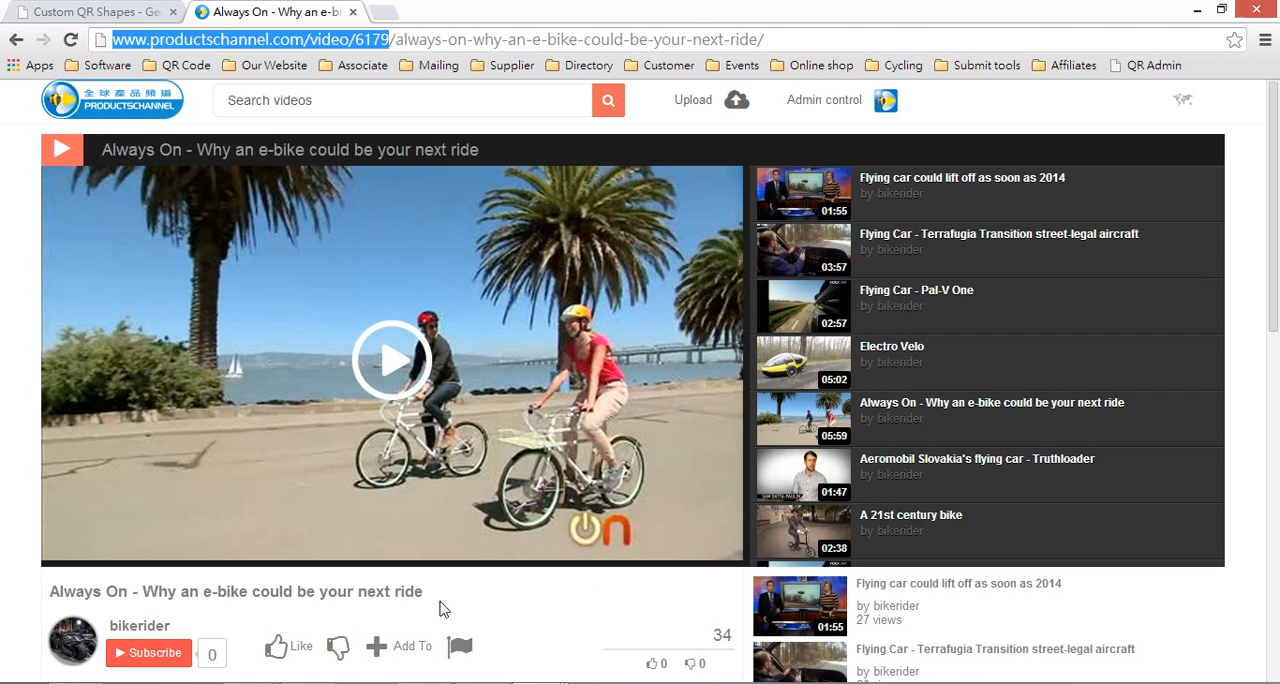 Custom QR Shapes - Ge
Always On - Why an e-bi
www.productschannel.com/video/6179/always-on-why-an-e-bike-could-be-your-next-ride/
Apps Software QR Code Our Website Associate Mailing Supplier Directory Customer Events Online shop Cycling Submit tools Affiliates QR Admin
全球產品頻道
PRODUCTSCHANNEL
Search videos
Upload
Admin control
Always On - Why an e-bike could be your next ride
Flying car could lift off as soon as 2014
by bikerider
01:55
Flying Car - Terrafugia Transition street-legal aircraft
by bikerider
03:57
Flying Car - Pal-V One
by bikerider
02:57
Electro Velo
by bikerider
05:02
Always On - Why an e-bike could be your next ride
by bikerider
05:59
Aeromobil Slovakia's flying car - Truthloader
by bikerider
01:47
A 21st century bike
by bikerider
02:38
on
Always On - Why an e-bike could be your next ride
bikerider
Subscribe 0
Like
Add To
34
0 0
Flying car could lift off as soon as 2014
by bikerider
27 views
01:55
Flying Car - Terrafugia Transition street-legal aircraft
by bikerider